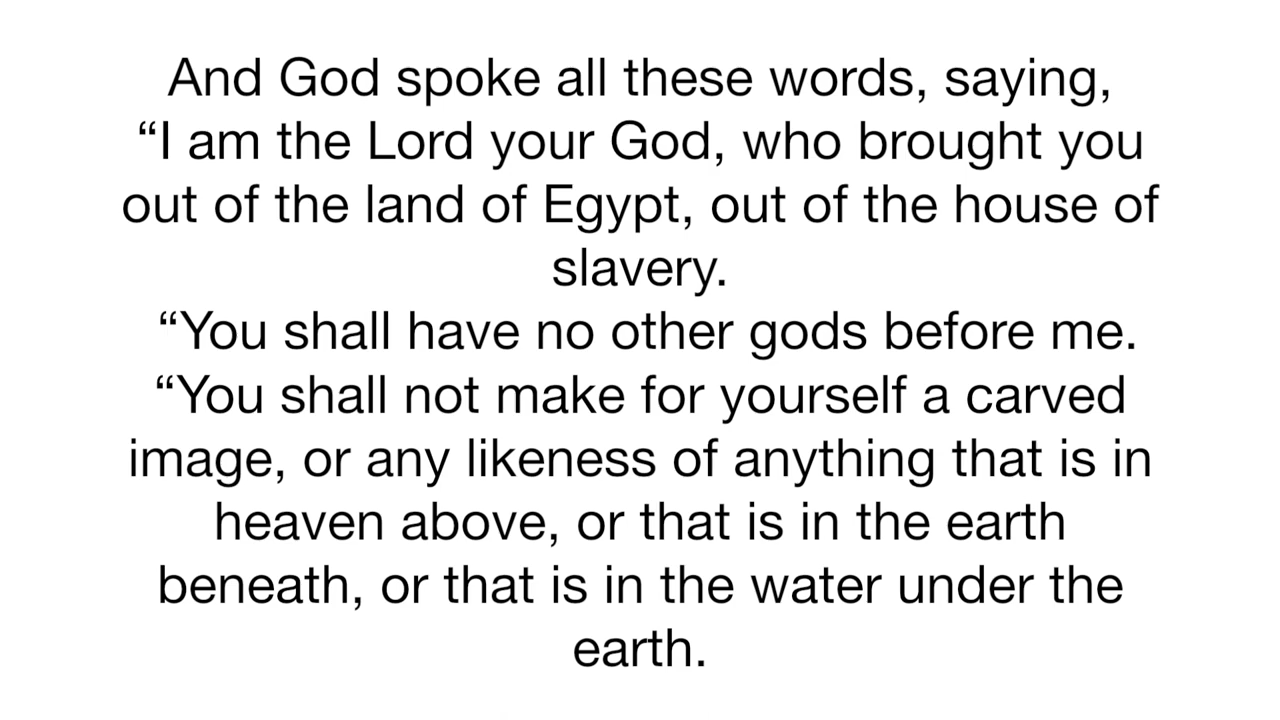 And God spoke all these words, saying,
“I am the Lord your God, who brought you
out of the land of Egypt, out of the house of
slavery.
“You shall have no other gods before me.
“You shall not make for yourself a carved
image, or any likeness of anything that is in
heaven above, or that is in the earth
beneath, or that is in the water under the
earth.